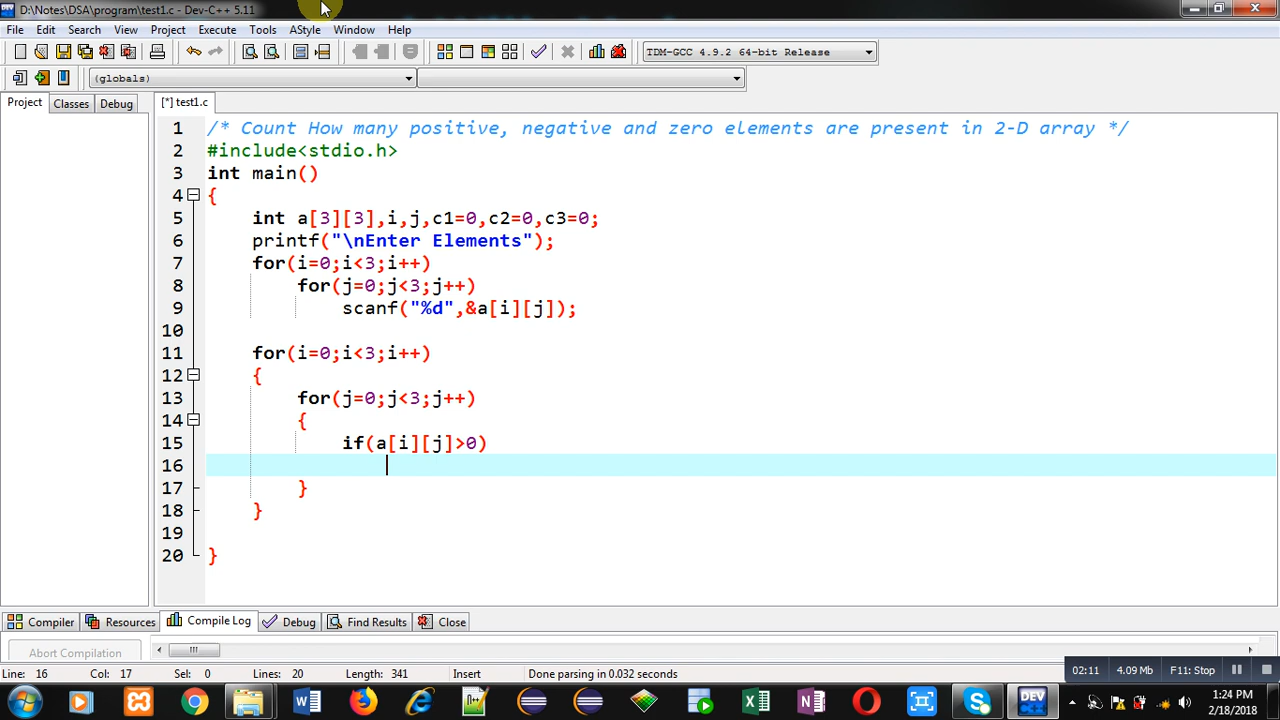 D:\Notes\DSA\program\test1.c - Dev-C++ 5.11
File Edit Search View Project Execute Tools AStyle Window Help
TDM-GCC 4.9.2 64-bit Release
(globals)
Project Classes Debug [*] test1.c
1 /* Count How many positive, negative and zero elements are present in 2-D array */
2 #include<stdio.h>
3 int main()
4 {
5 int a[3][3],i,j,c1=0,c2=0,c3=0;
6 printf("\nEnter Elements");
7 for(i=0;i<3;i++)
8 for(j=0;j<3;j++)
9 scanf("%d",&a[i][j]);
10
11 for(i=0;i<3;i++)
12 {
13 for(j=0;j<3;j++)
14 {
15 if(a[i][j]>0)
16
17 }
18 }
19
20 }
Compiler Resources Compile Log Debug Find Results Close
Abort Compilation
Line: 16 Col: 17 Sel: 0 Lines: 20 Length: 341 Insert Done parsing in 0.032 seconds
02:11 4.09 Mb F11: Stop
DEV
1:24 PM
2/18/2018